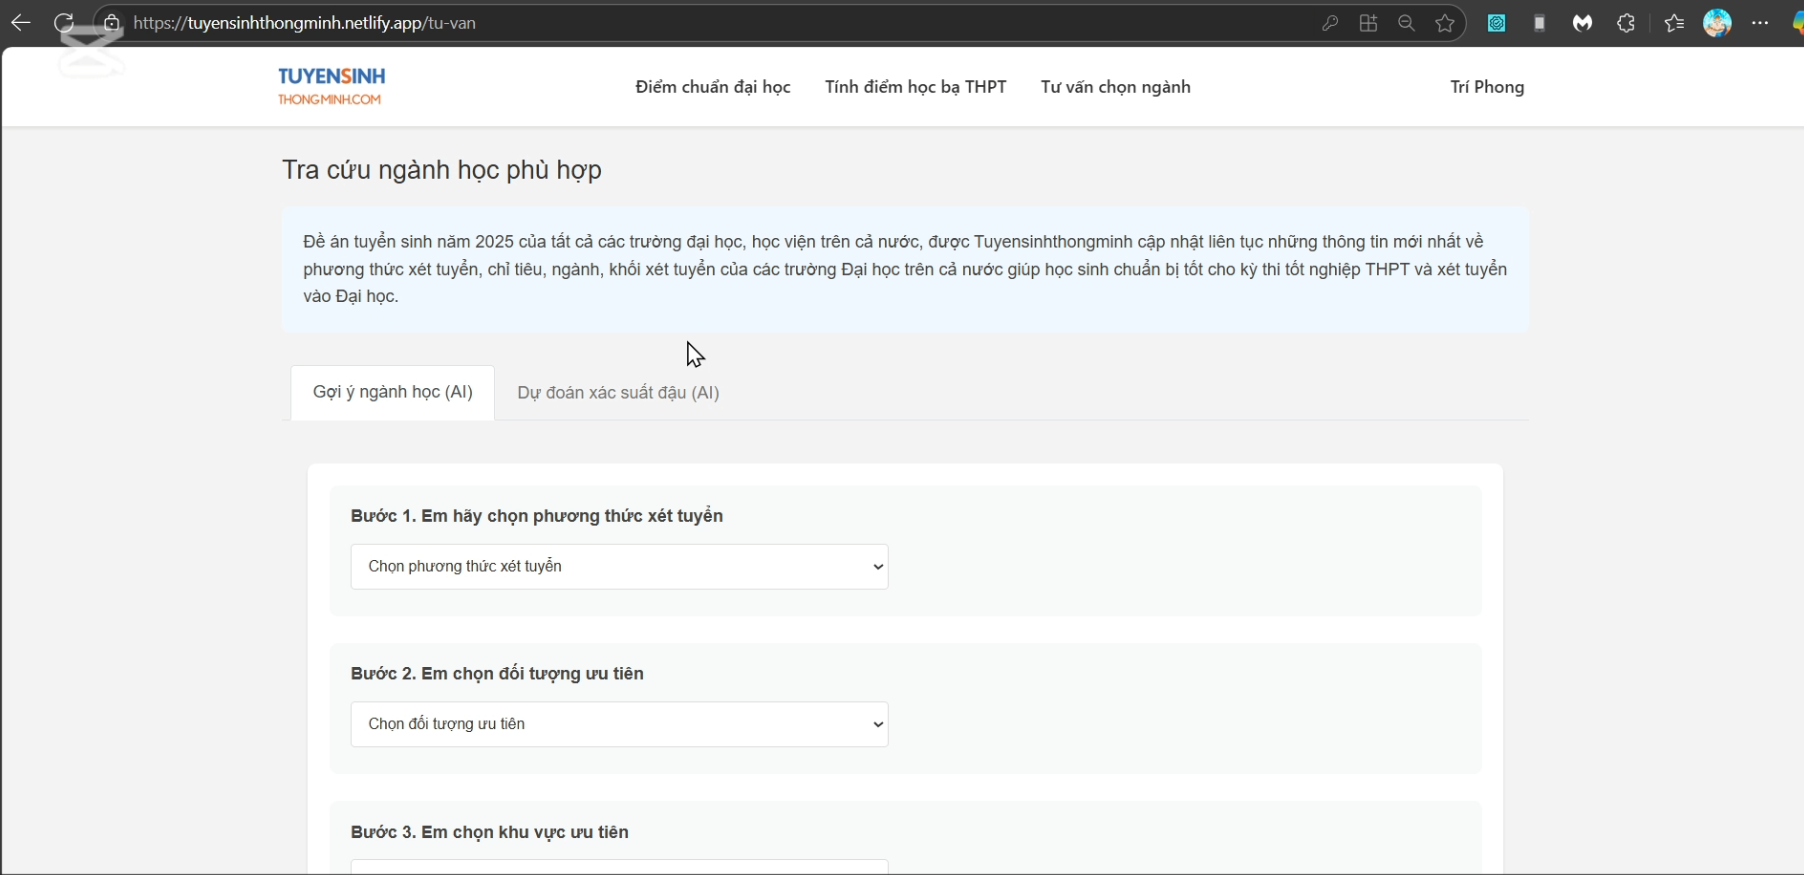 https://tuyensinhthongminh.netlify.app/tu-van
TUYENSINH
THONGMINH.COM
Điểm chuẩn đại học
Tính điểm học bạ THPT
Tư vấn chọn ngành
Trí Phong
Tra cứu ngành học phù hợp
Đề án tuyển sinh năm 2025 của tất cả các trường đại học, học viện trên cả nước, được Tuyensinhthongminh cập nhật liên tục những thông tin mới nhất về
phương thức xét tuyển, chỉ tiêu, ngành, khối xét tuyển của các trường Đại học trên cả nước giúp học sinh chuẩn bị tốt cho kỳ thi tốt nghiệp THPT và xét tuyển
vào Đại học.
Gợi ý ngành học (AI)
Dự đoán xác suất đậu (AI)
Bước 1. Em hãy chọn phương thức xét tuyển
Chọn phương thức xét tuyển
Bước 2. Em chọn đối tượng ưu tiên
Chọn đối tượng ưu tiên
Bước 3. Em chọn khu vực ưu tiên